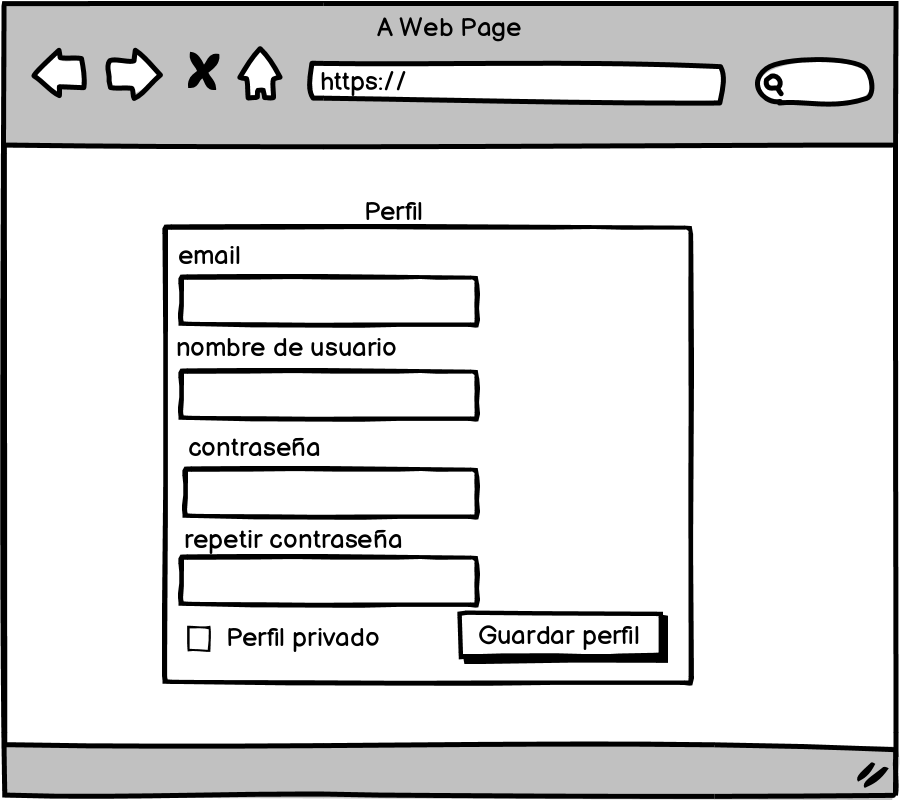 A Web Page
https://
Perfil
email
nombre de usuario
contraseña
repetir contraseña
Perfil privado
Guardar perfil